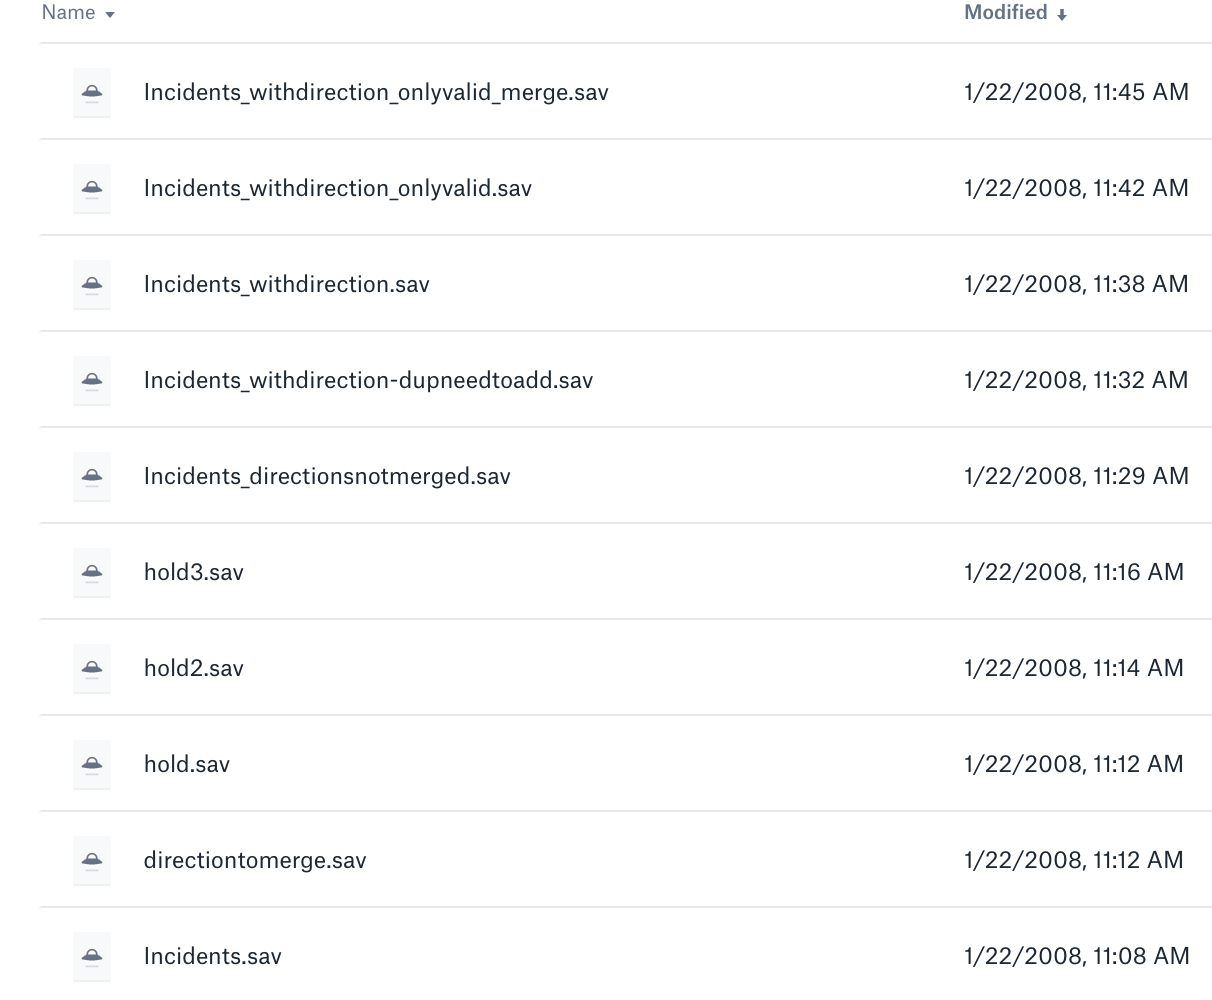 Name Modified
Incidents_withdirection_onlyvalid_merge.sav 1/22/2008, 11:45 AM
Incidents_withdirection_onlyvalid.sav 1/22/2008, 11:42 AM
Incidents_withdirection.sav 1/22/2008, 11:38 AM
Incidents_withdirection-dupneedtoadd.sav 1/22/2008, 11:32 AM
Incidents_directionsnotmerged.sav 1/22/2008, 11:29 AM
hold3.sav 1/22/2008, 11:16 AM
hold2.sav 1/22/2008, 11:14 AM
hold.sav 1/22/2008, 11:12 AM
directiontomerge.sav 1/22/2008, 11:12 AM
Incidents.sav 1/22/2008, 11:08 AM